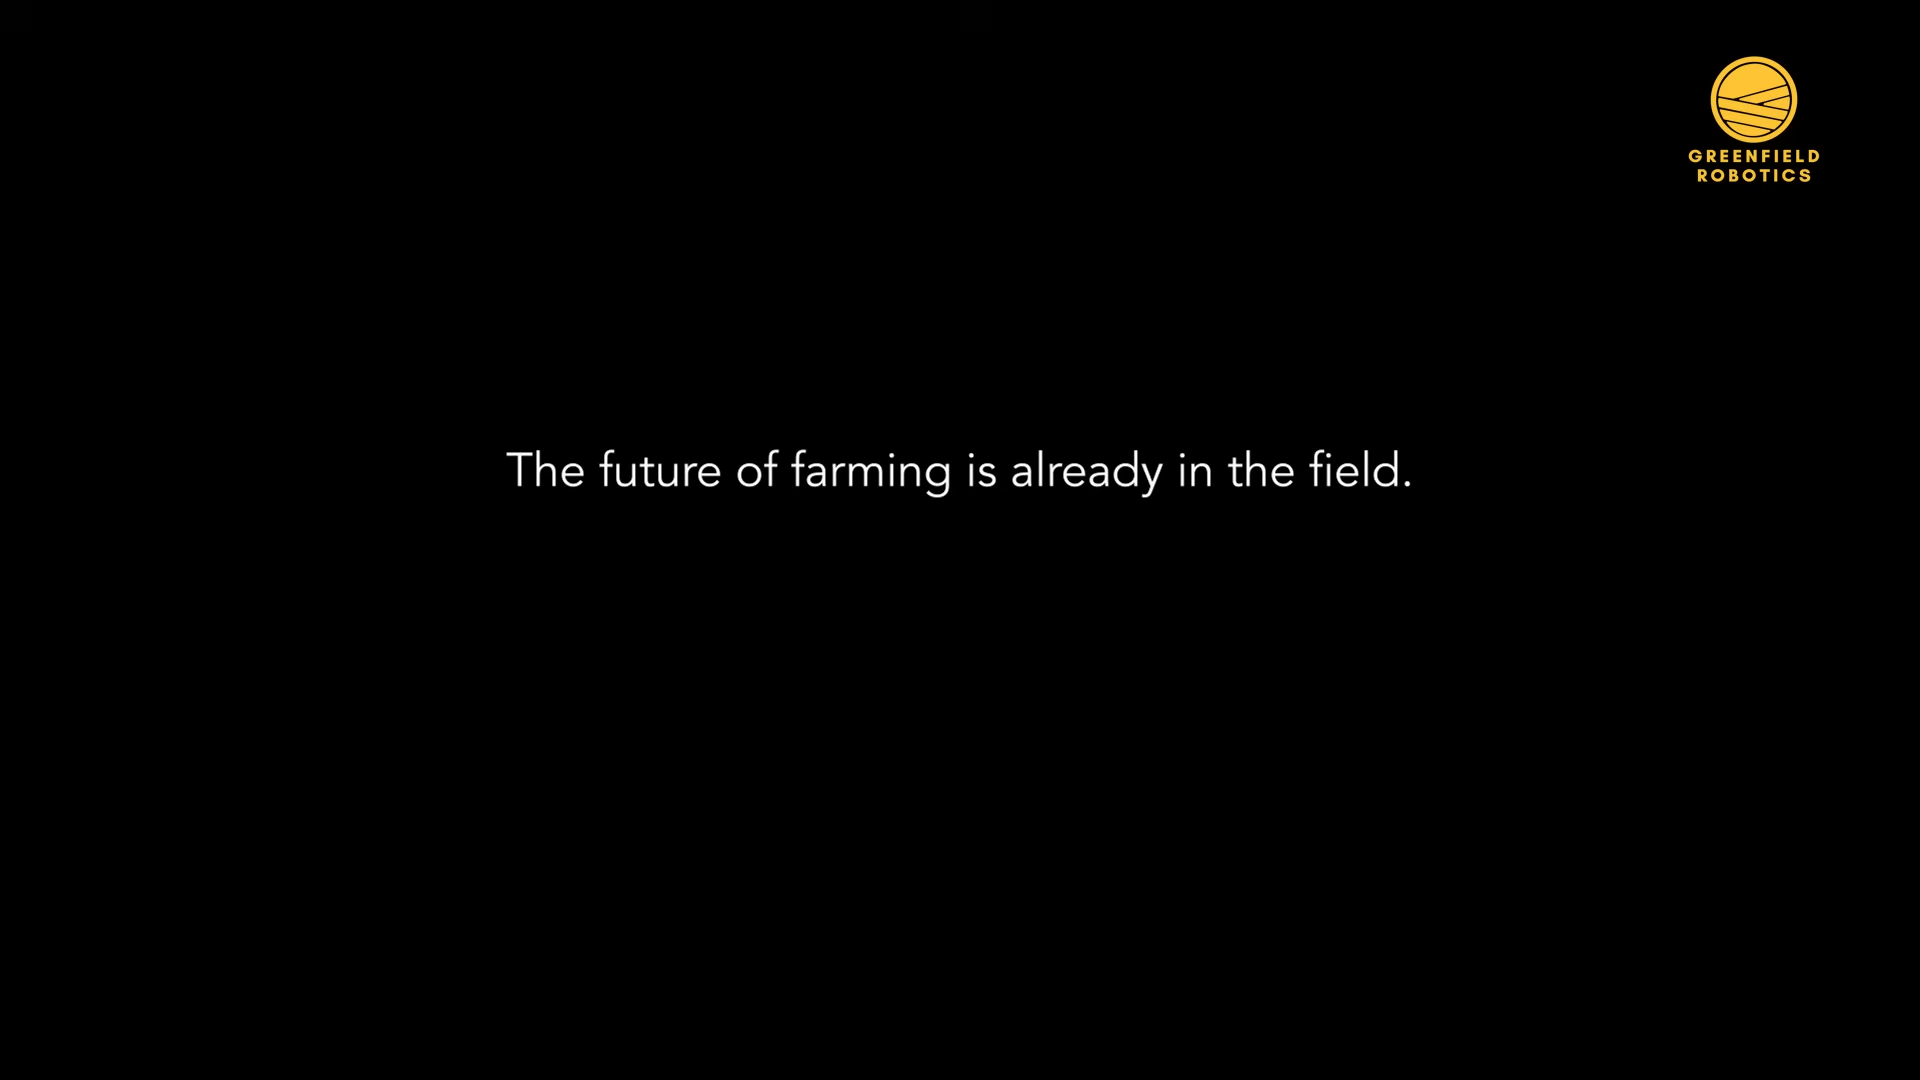 GREENFIELD
ROBOTICS
The future of farming is already in the field.